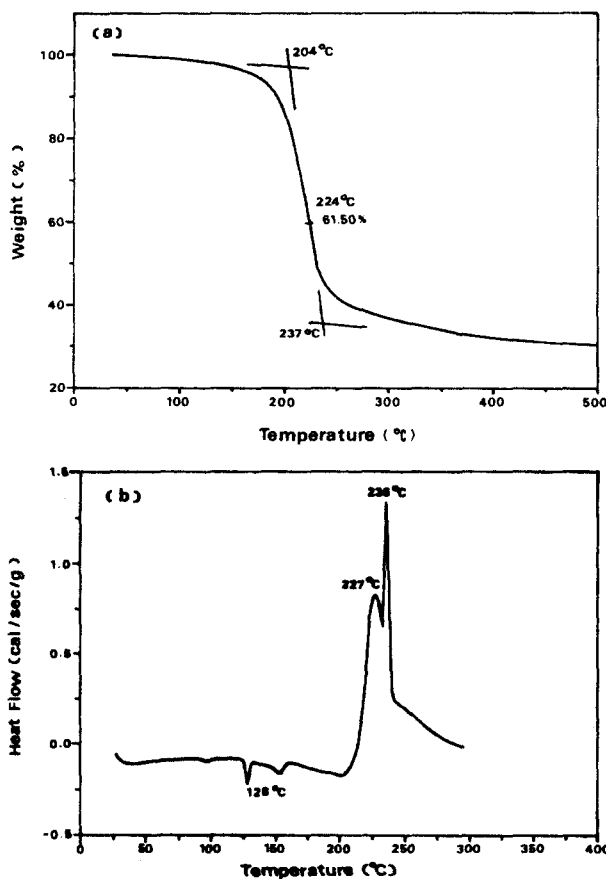 (a)
204°C
100
80
60
40
20
Weight (%)
224°C
61.50%
237°C
0
100
200
300
400
500
Temperature (°C)
(b)
236°C
227°C
128°C
1.5
1.0
0.5
0.0
-0.5
Heat Flow (cal/sec/g)
0
50
100
150
200
250
300
350
400
Temperature (°C)